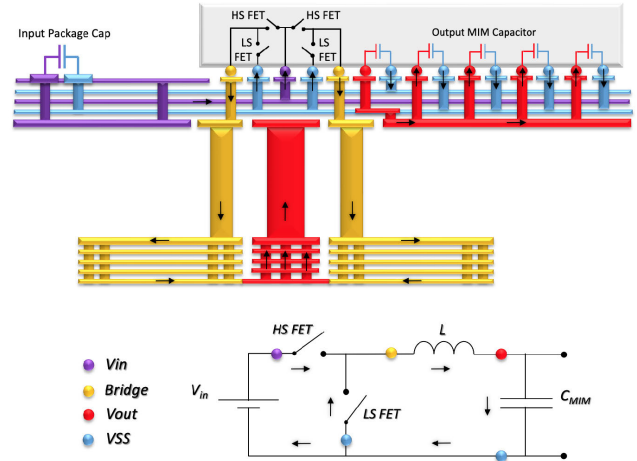 HS FET
HS FET
Input Package Cap
LS
FET
LS
FET
Output MIM Capacitor
HS FET
L
Vin
Bridge
Vout
VSS
Vin
LS FET
CMIM